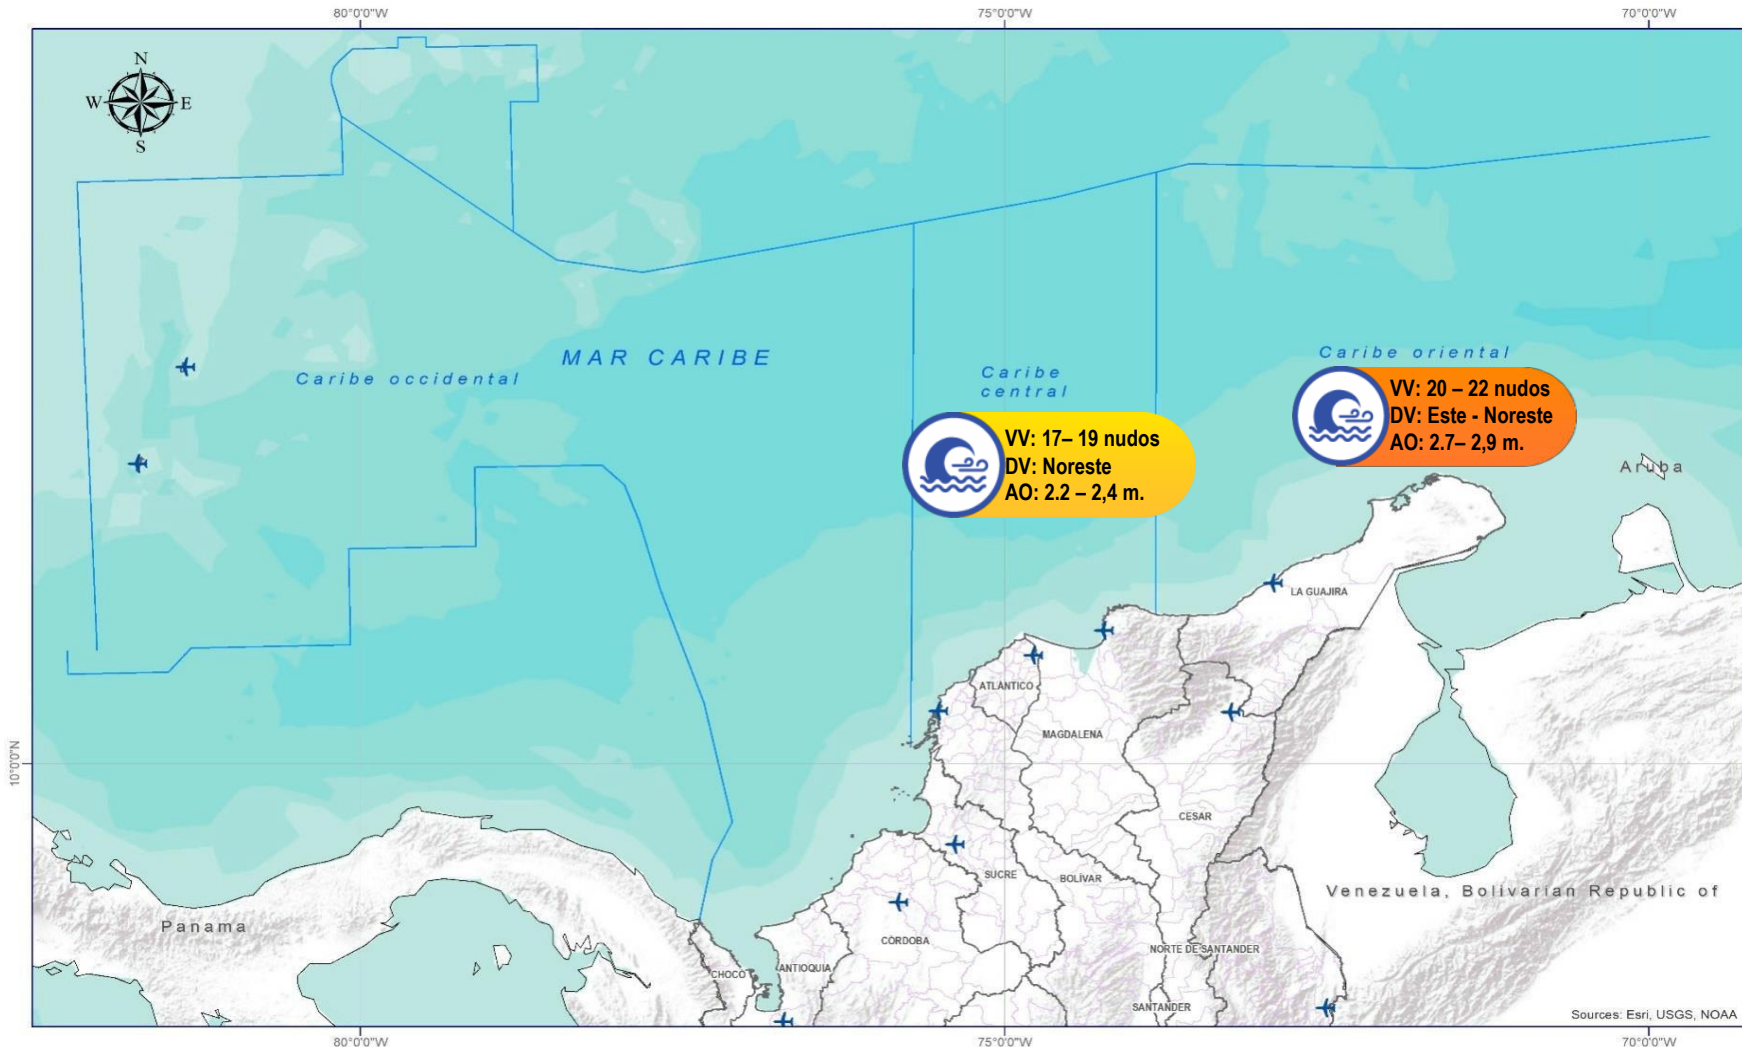 80°0'0"W
75°0'0"W
70°0'0"W
N
W
E
S
MAR CARIBE
Caribe occidental
Caribe
central
Caribe oriental
VV: 20 – 22 nudos
DV: Este - Noreste
AO: 2.7– 2,9 m.
VV: 17– 19 nudos
DV: Noreste
AO: 2.2 – 2,4 m.
Aruba
LA GUAJIRA
ATLÁNTICO
MAGDALENA
10°0'0"N
CESAR
SUCRE
BOLÍVAR
Venezuela, Bolivarian Republic of
Panama
CÓRDOBA
NORTE DE SANTANDER
CHOCO
ANTIOQUIA
SANTANDER
Sources: Esri, USGS, NOAA
80°0'0"W
75°0'0"W
70°0'0"W